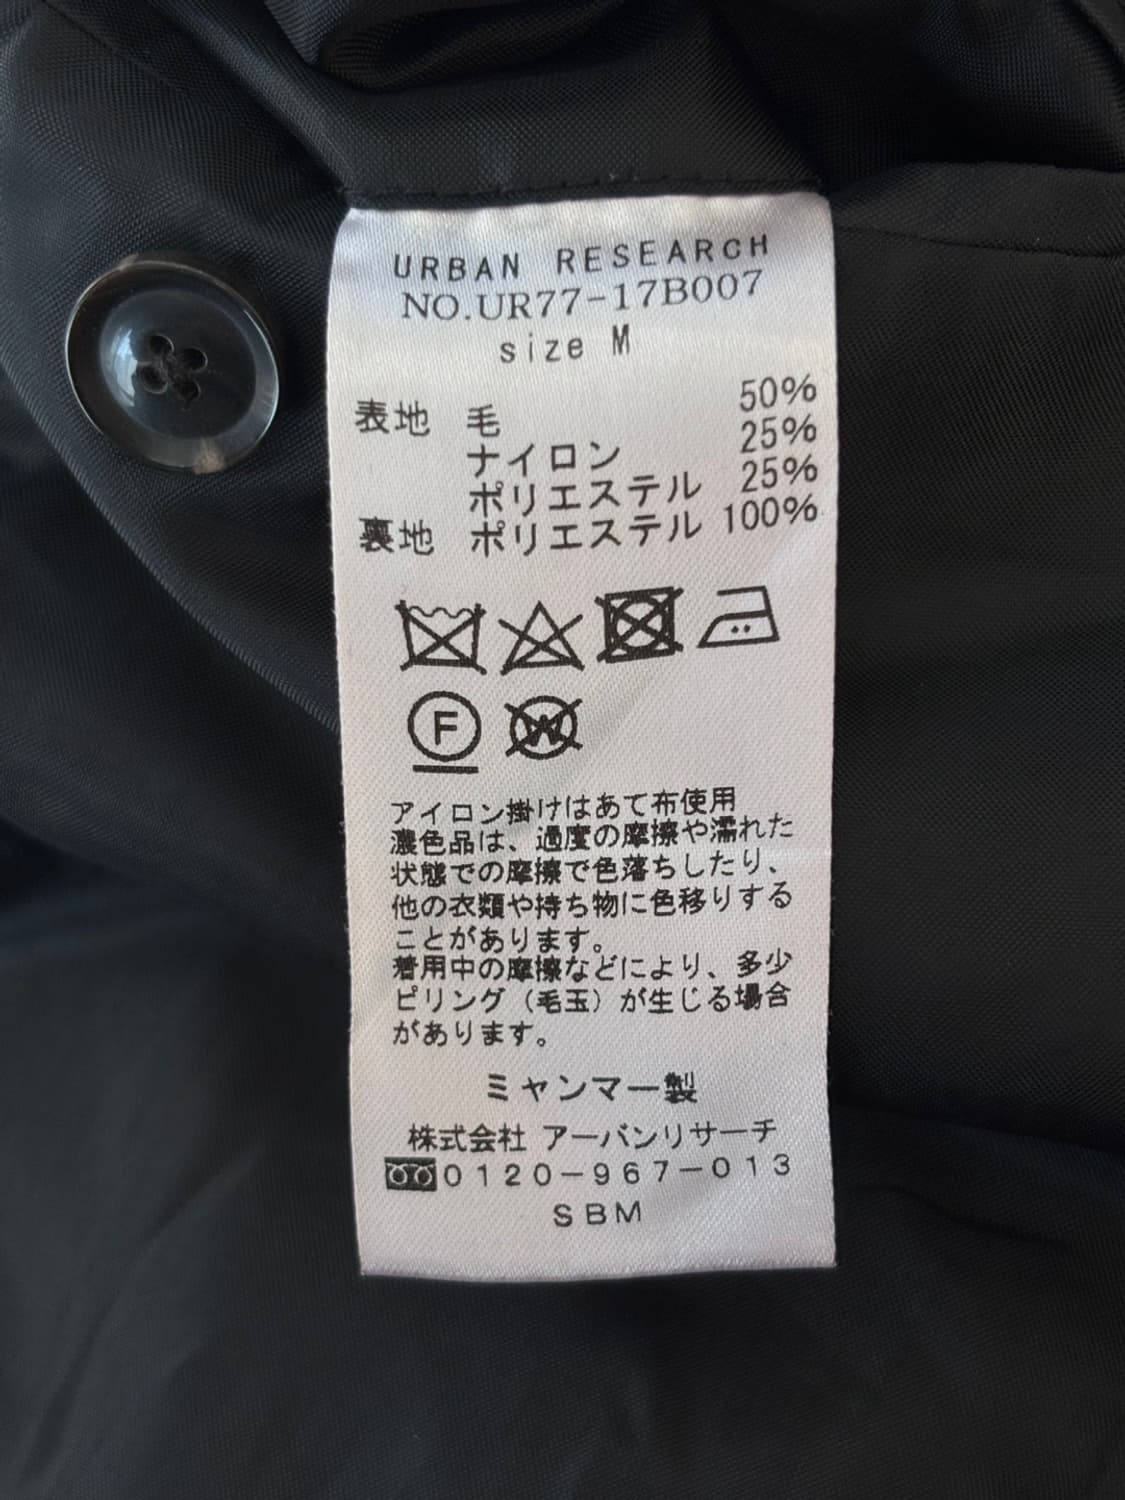 URBAN RESEARCH
NO.UR77-17B007
size M
表地 毛 50%
ナイロン 25%
ポリエステル 25%
裏地 ポリエステル 100%
F
W
アイロン掛けはあて布使用
濃色品は、過度の摩擦や濡れた
状態での摩擦で色落ちしたり、
他の衣類や持ち物に色移りする
ことがあります。
着用中の摩擦などにより、多少
ピリング（毛玉）が生じる場合
があります。
ミャンマー製
株式会社 アーバンリサーチ
0120-967-013
SBM